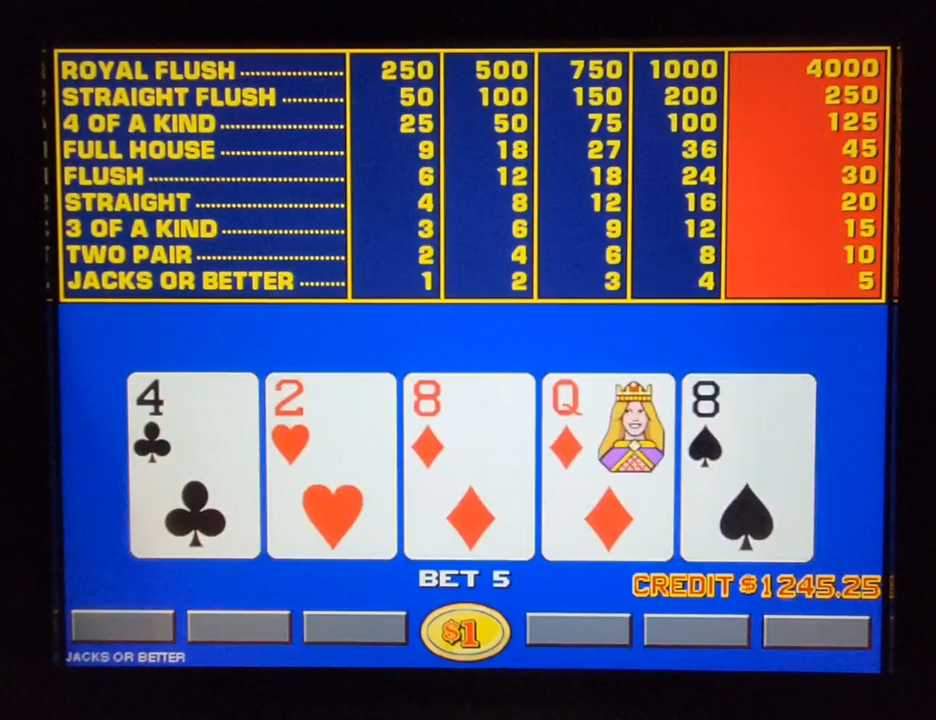 ROYAL FLUSH 250 500 750 1000 4000
STRAIGHT FLUSH 50 100 150 200 250
4 OF A KIND 25 50 75 100 125
FULL HOUSE 9 18 27 36 45
FLUSH 6 12 18 24 30
STRAIGHT 4 8 12 16 20
3 OF A KIND 3 6 9 12 15
TWO PAIR 2 4 6 8 10
JACKS OR BETTER 1 2 3 4 5
4 2 8 Q 8
BET 5 CREDIT $1245.25
$1
JACKS OR BETTER